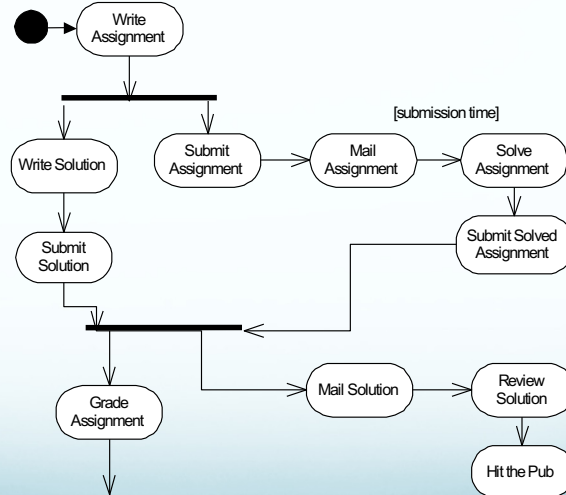 Write
Assignment
[submission time]
Write Solution
Submit
Assignment
Mail
Assignment
Solve
Assignment
Submit
Solution
Submit Solved
Assignment
Grade
Assignment
Mail Solution
Review
Solution
Hit the Pub